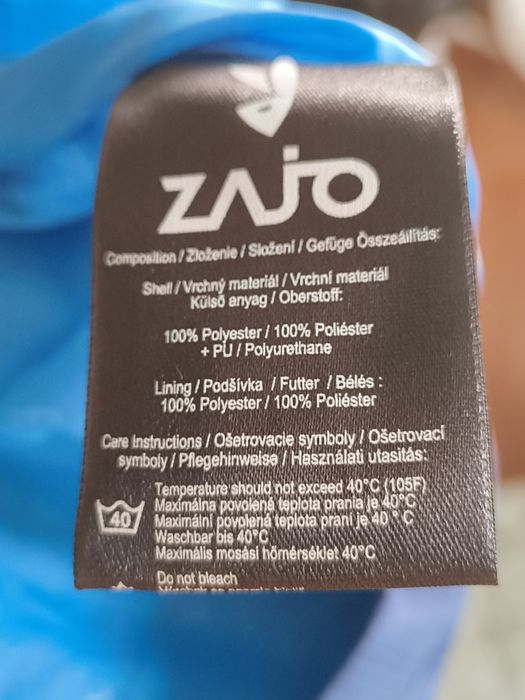 ZAJO
Composition / Zloženie / Složení / Gefüge Összeállítás:
Shell / Vrchný materiál / Vrchní materiál
Külső anyag / Oberstoff:
100% Polyester / 100% Poliéster
+ PU / Polyurethane
Lining / Podšívka / Futter / Bélés :
100% Polyester / 100% Poliéster
Care Instructions / Ošetrovacie symboly / Ošetrovací
symboly / Pflegehinweise / Használati utasitás:
40
Temperature should not exceed 40°C (105F)
Maximálna povolená teplota prania je 40°C
Maximální povolená teplota praní je 40 ° C
Waschbar bis 40°C
Maximális mosási hőmérséklet 40°C
Do not bleach